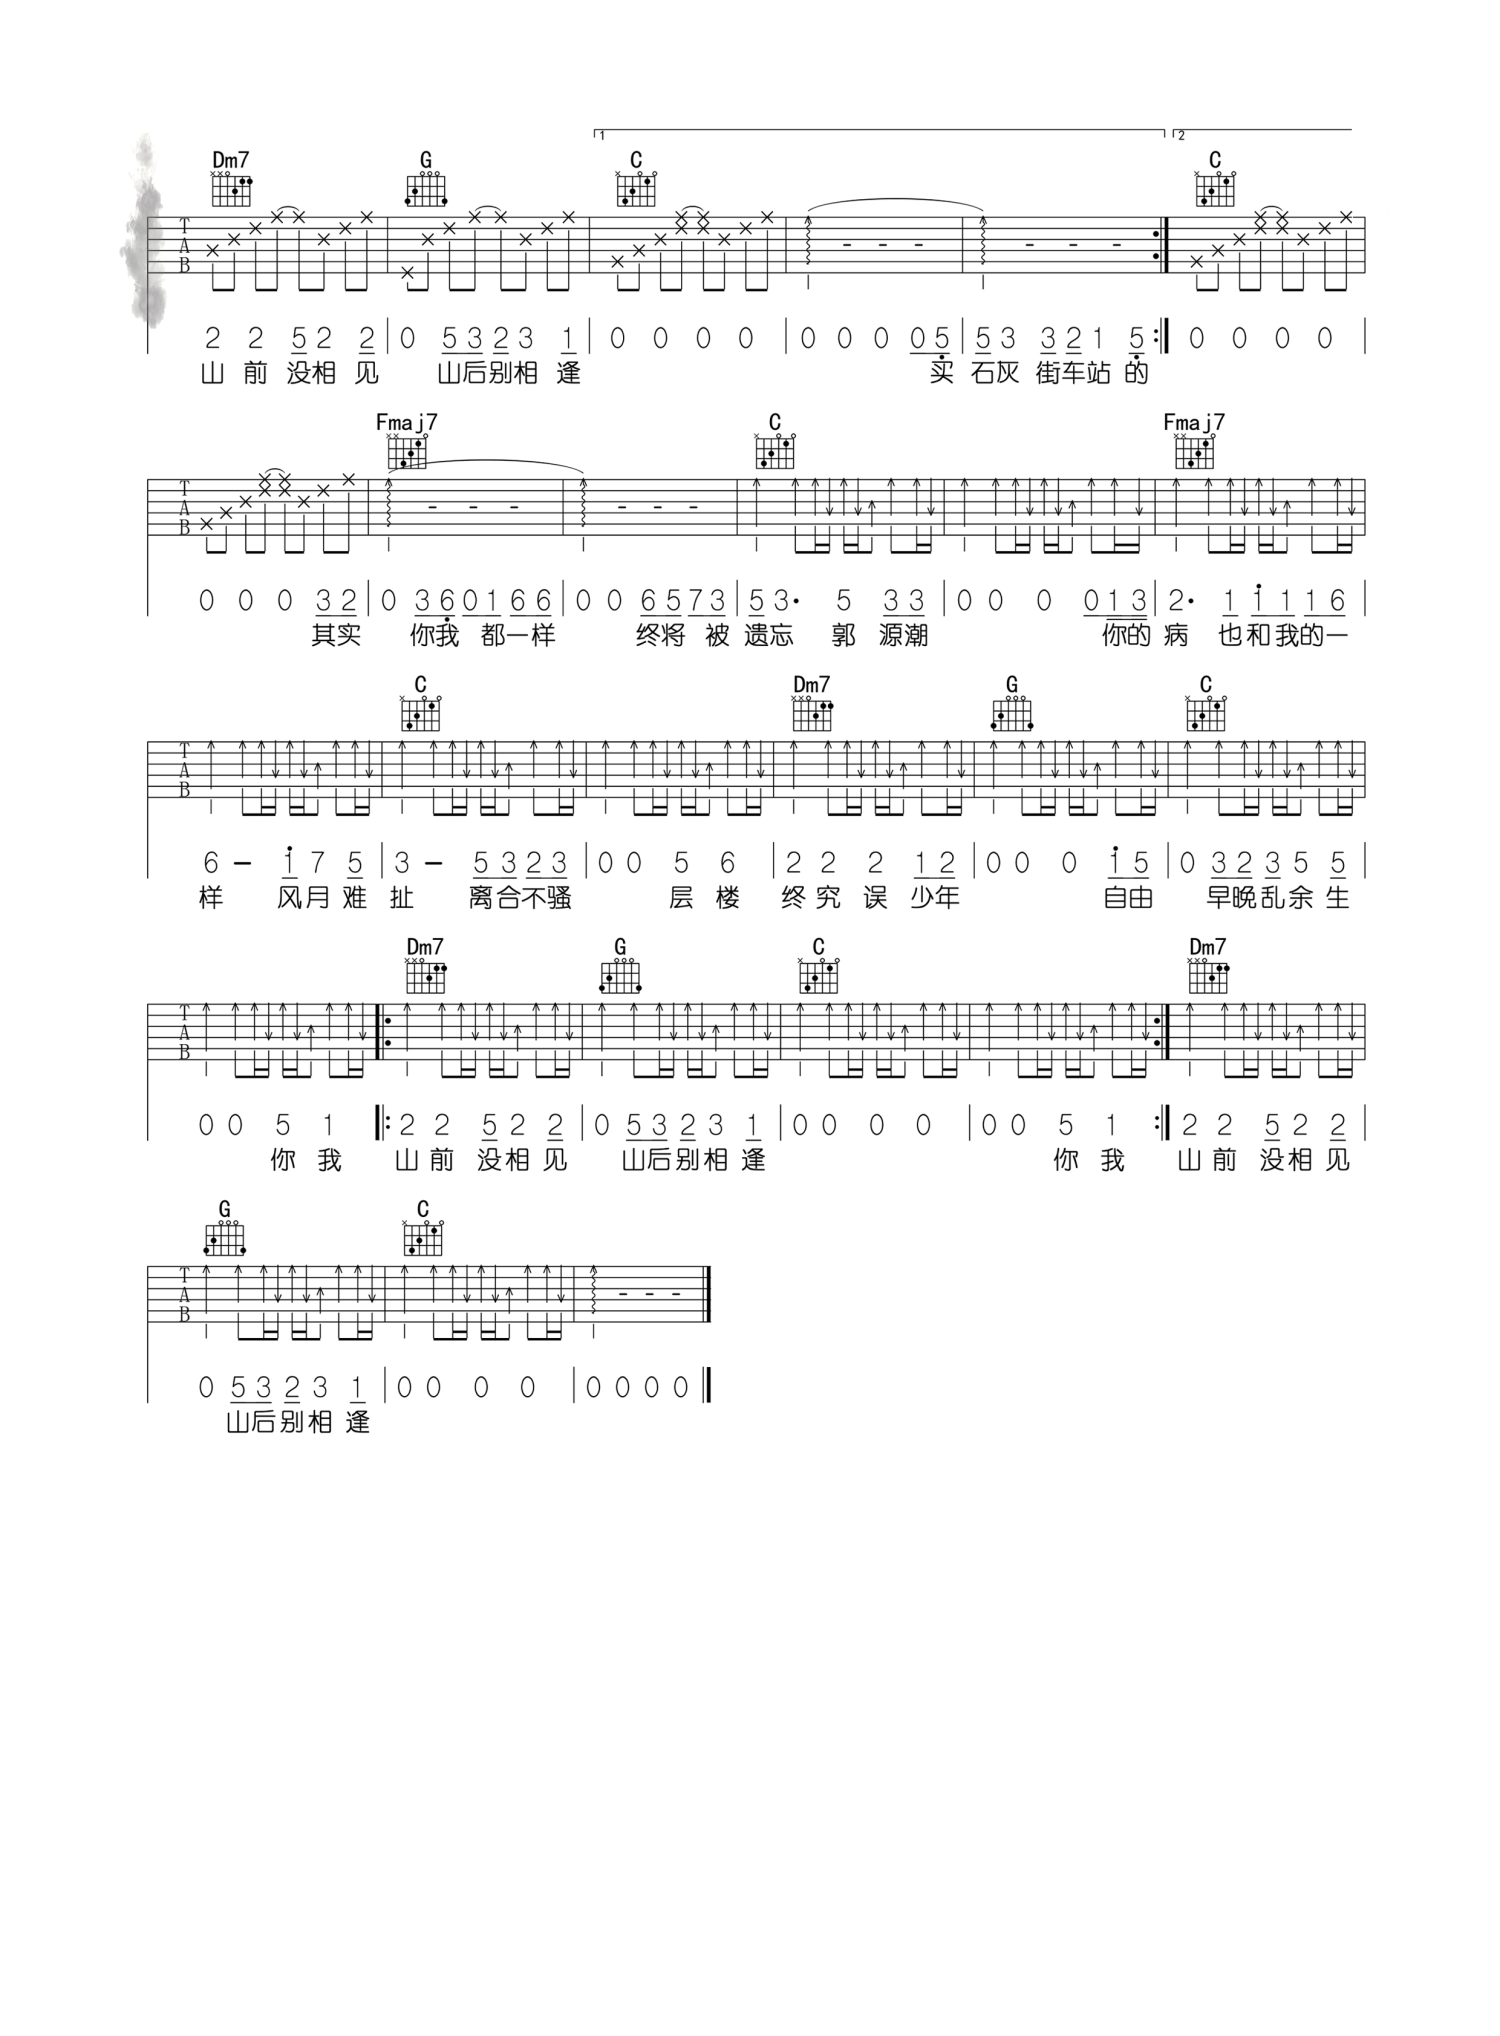 1 2
Dm7 G C C
T A B
2 2 5 2 2 0 5 3 2 3 1 0 0 0 0 0 0 0 0 5 5 3 3 2 1 5 0 0 0 0
山 前 没相 见 山后别相 逢 买 石灰 街车站 的
Fmaj7 C Fmaj7
T A B
0 0 0 3 2 0 3 6 0 1 6 6 0 0 6 5 7 3 5 3· 5 3 3 0 0 0 0 1 3 2· 1 1 1 1 6
其实 你我 都一样 终将 被 遗忘 郭 源潮 你的 病 也和我的一
C Dm7 G C
T A B
6 – 1 7 5 3 – 5 3 2 3 0 0 5 6 2 2 2 1 2 0 0 0 1 5 0 3 2 3 5 5
样 风月 难 扯 离合不骚 层 楼 终 究 误 少年 自由 早晚乱余 生
Dm7 G C Dm7
T A B
0 0 5 1 2 2 5 2 2 0 5 3 2 3 1 0 0 0 0 0 0 5 1 2 2 5 2 2
你 我 山 前 没相 见 山后别相 逢 你 我 山 前 没相 见
G C
T A B
0 5 3 2 3 1 0 0 0 0 0 0 0 0
山后别相 逢